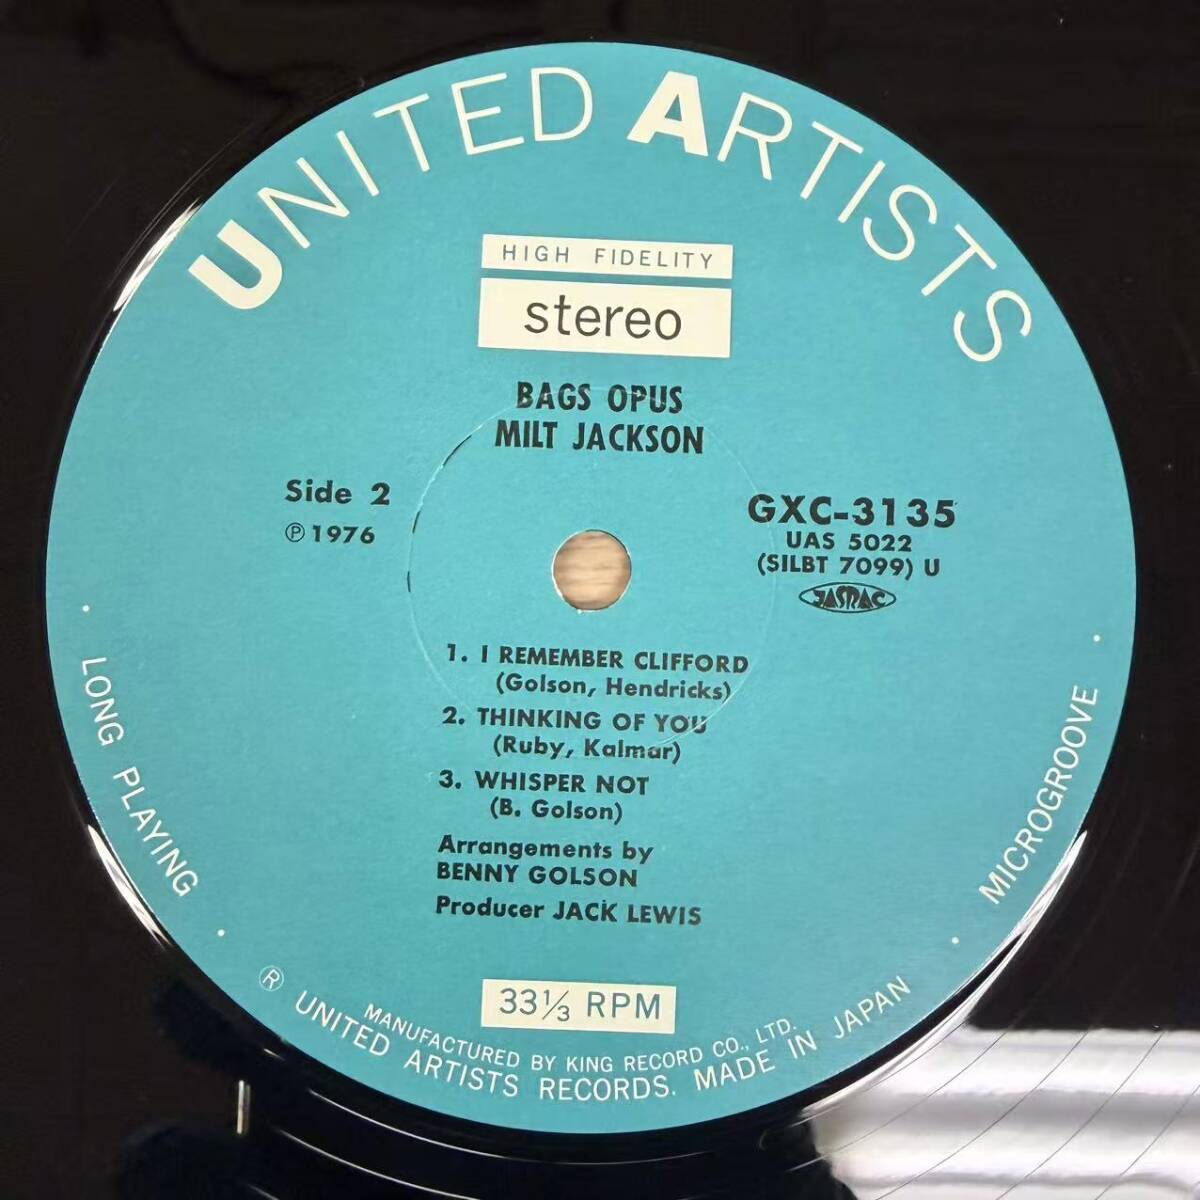 UNITED ARTISTS
HIGH FIDELITY
stereo
BAGS OPUS
MILT JACKSON
Side 2
Ⓟ 1976
GXC-3135
UAS 5022
(SILBT 7099) U
JASRAC
1. I REMEMBER CLIFFORD
(Golson, Hendricks)
2. THINKING OF YOU
(Ruby, Kalmar)
3. WHISPER NOT
(B. Golson)
Arrangements by
BENNY GOLSON
Producer JACK LEWIS
LONG PLAYING
MICROGROOVE
33 1/3 RPM
MANUFACTURED BY KING RECORD CO., LTD.
® UNITED ARTISTS RECORDS. MADE IN JAPAN